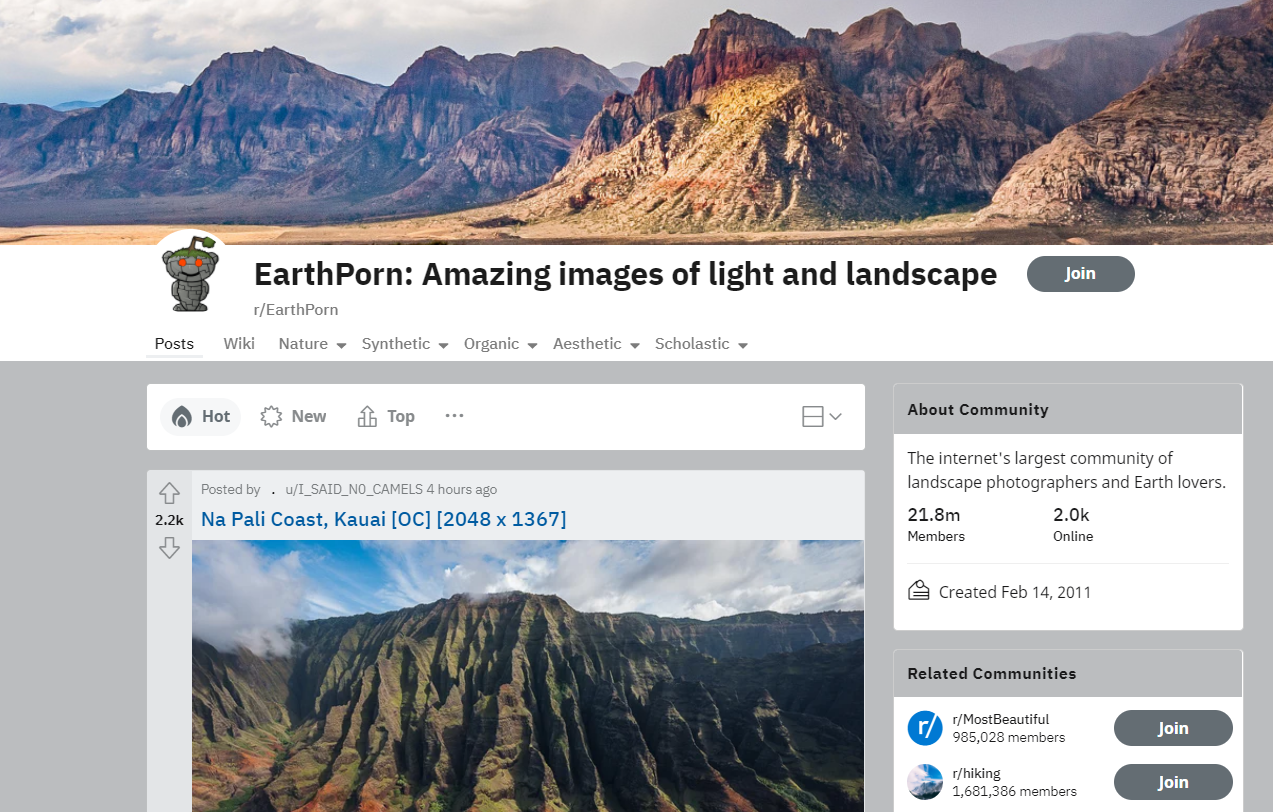 EarthPorn: Amazing images of light and landscape
Join
r/EarthPorn
Posts Wiki Nature Synthetic Organic Aesthetic Scholastic
Hot New Top ...
2.2k
Posted by . u/I_SAID_N0_CAMELS 4 hours ago
Na Pali Coast, Kauai [OC] [2048 x 1367]
About Community
The internet's largest community of
landscape photographers and Earth lovers.
21.8m 2.0k
Members Online
Created Feb 14, 2011
Related Communities
r/
r/MostBeautiful
985,028 members
Join
r/hiking
1,681,386 members
Join